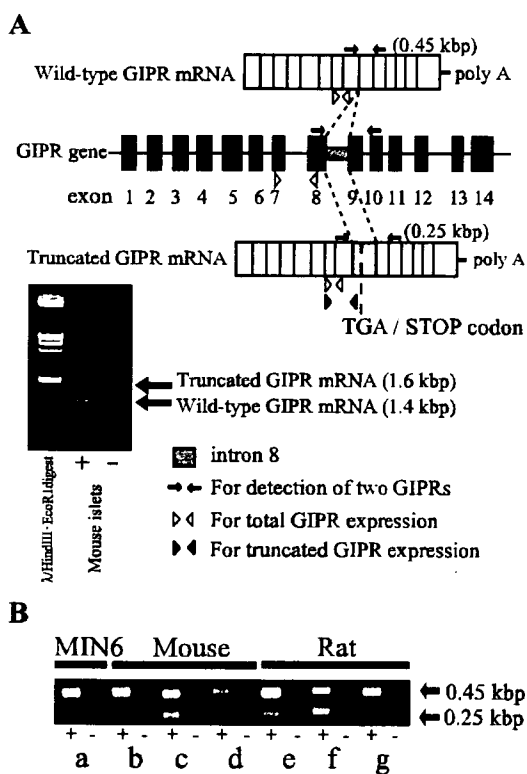 A
(0.45 kbp)
Wild-type GIPR mRNA
poly A
GIPR gene
exon 1 2 3 4 5 6 7 8 9 10 11 12 13 14
(0.25 kbp)
Truncated GIPR mRNA
poly A
TGA / STOP codon
Truncated GIPR mRNA (1.6 kbp)
Wild-type GIPR mRNA (1.4 kbp)
λ/HindIII·EcoR1digest
+ -
Mouse islets
intron 8
For detection of two GIPRs
For total GIPR expression
For truncated GIPR expression
B
MIN6 Mouse Rat
0.45 kbp
0.25 kbp
+ - + - + - + - + - + - + -
a b c d e f g